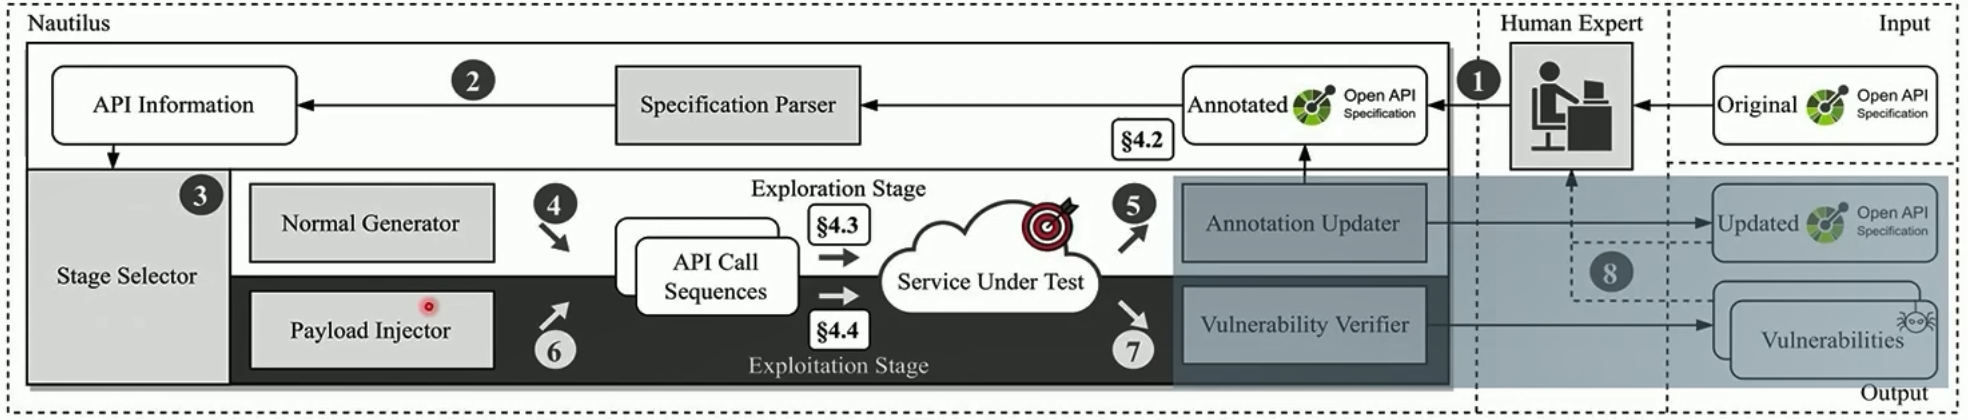 Nautilus
Human Expert
Input
API Information
2
Specification Parser
Annotated
Open API
Specification
1
Original
Open API
Specification
§4.2
3
Stage Selector
Normal Generator
4
Exploration Stage
§4.3
5
Annotation Updater
Updated
Open API
Specification
API Call
Sequences
Service Under Test
8
Payload Injector
6
§4.4
Exploitation Stage
7
Vulnerability Verifier
Vulnerabilities
Output